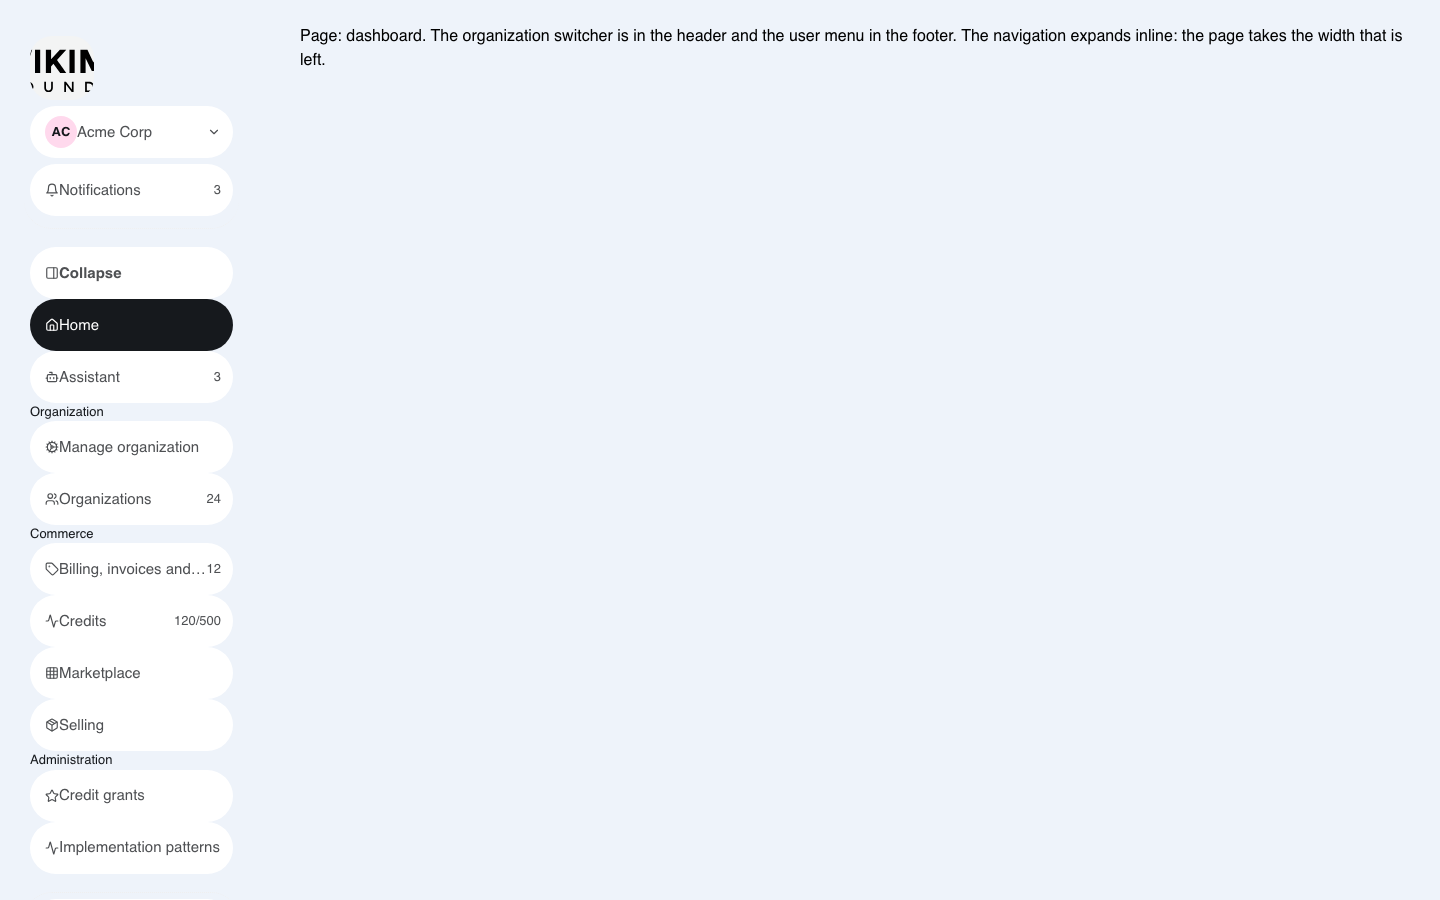 Page: dashboard. The organization switcher is in the header and the user menu in the footer. The navigation expands inline: the page takes the width that is
left.
AC Acme Corp
Notifications 3
Collapse
Home
Assistant 3
Organization
Manage organization
Organizations 24
Commerce
Billing, invoices and… 12
Credits 120/500
Marketplace
Selling
Administration
Credit grants
Implementation patterns